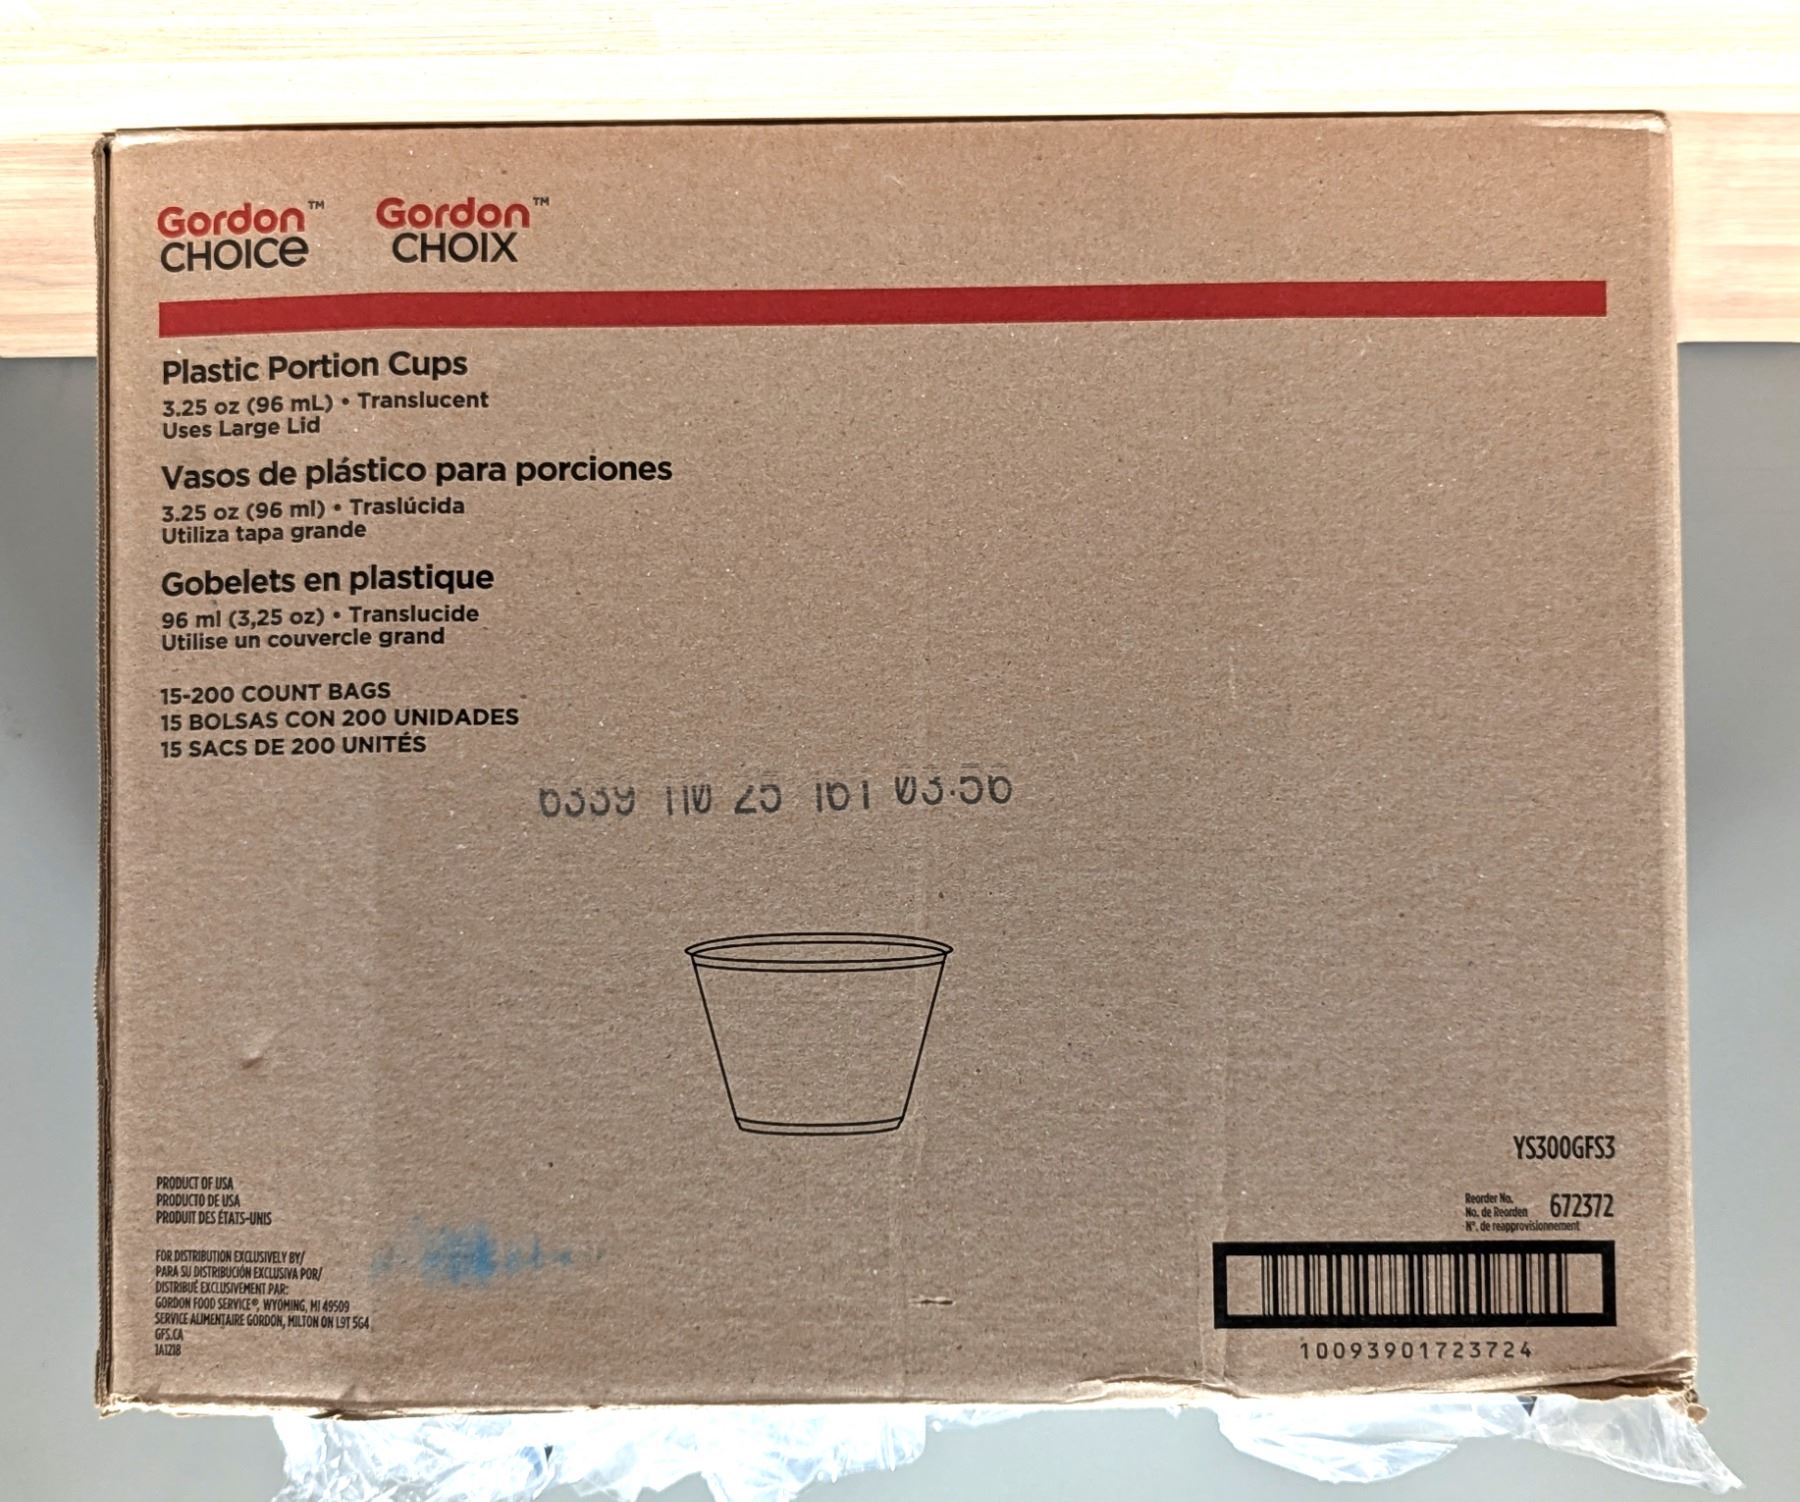 Gordon™ Gordon™
CHOICe CHOIX
Plastic Portion Cups
3.25 oz (96 mL) • Translucent
Uses Large Lid
Vasos de plástico para porciones
3.25 oz (96 ml) • Traslúcida
Utiliza tapa grande
Gobelets en plastique
96 ml (3,25 oz) • Translucide
Utilise un couvercle grand
15-200 COUNT BAGS
15 BOLSAS CON 200 UNIDADES
15 SACS DE 200 UNITÉS
YS300GFS3
Reorder No.
No. de Reorden 672372
N°. de reapprovisionnement
10093901723724
PRODUCT OF USA
PRODUCTO DE USA
PRODUIT DES ÉTATS-UNIS
FOR DISTRIBUTION EXCLUSIVELY BY/
PARA SU DISTRIBUCIÓN EXCLUSIVA POR/
DISTRIBUÉ EXCLUSIVEMENT PAR:
GORDON FOOD SERVICE®, WYOMING, MI 49509
SERVICE ALIMENTAIRE GORDON, MILTON ON L9T 5G4
GFS.CA
1A1218